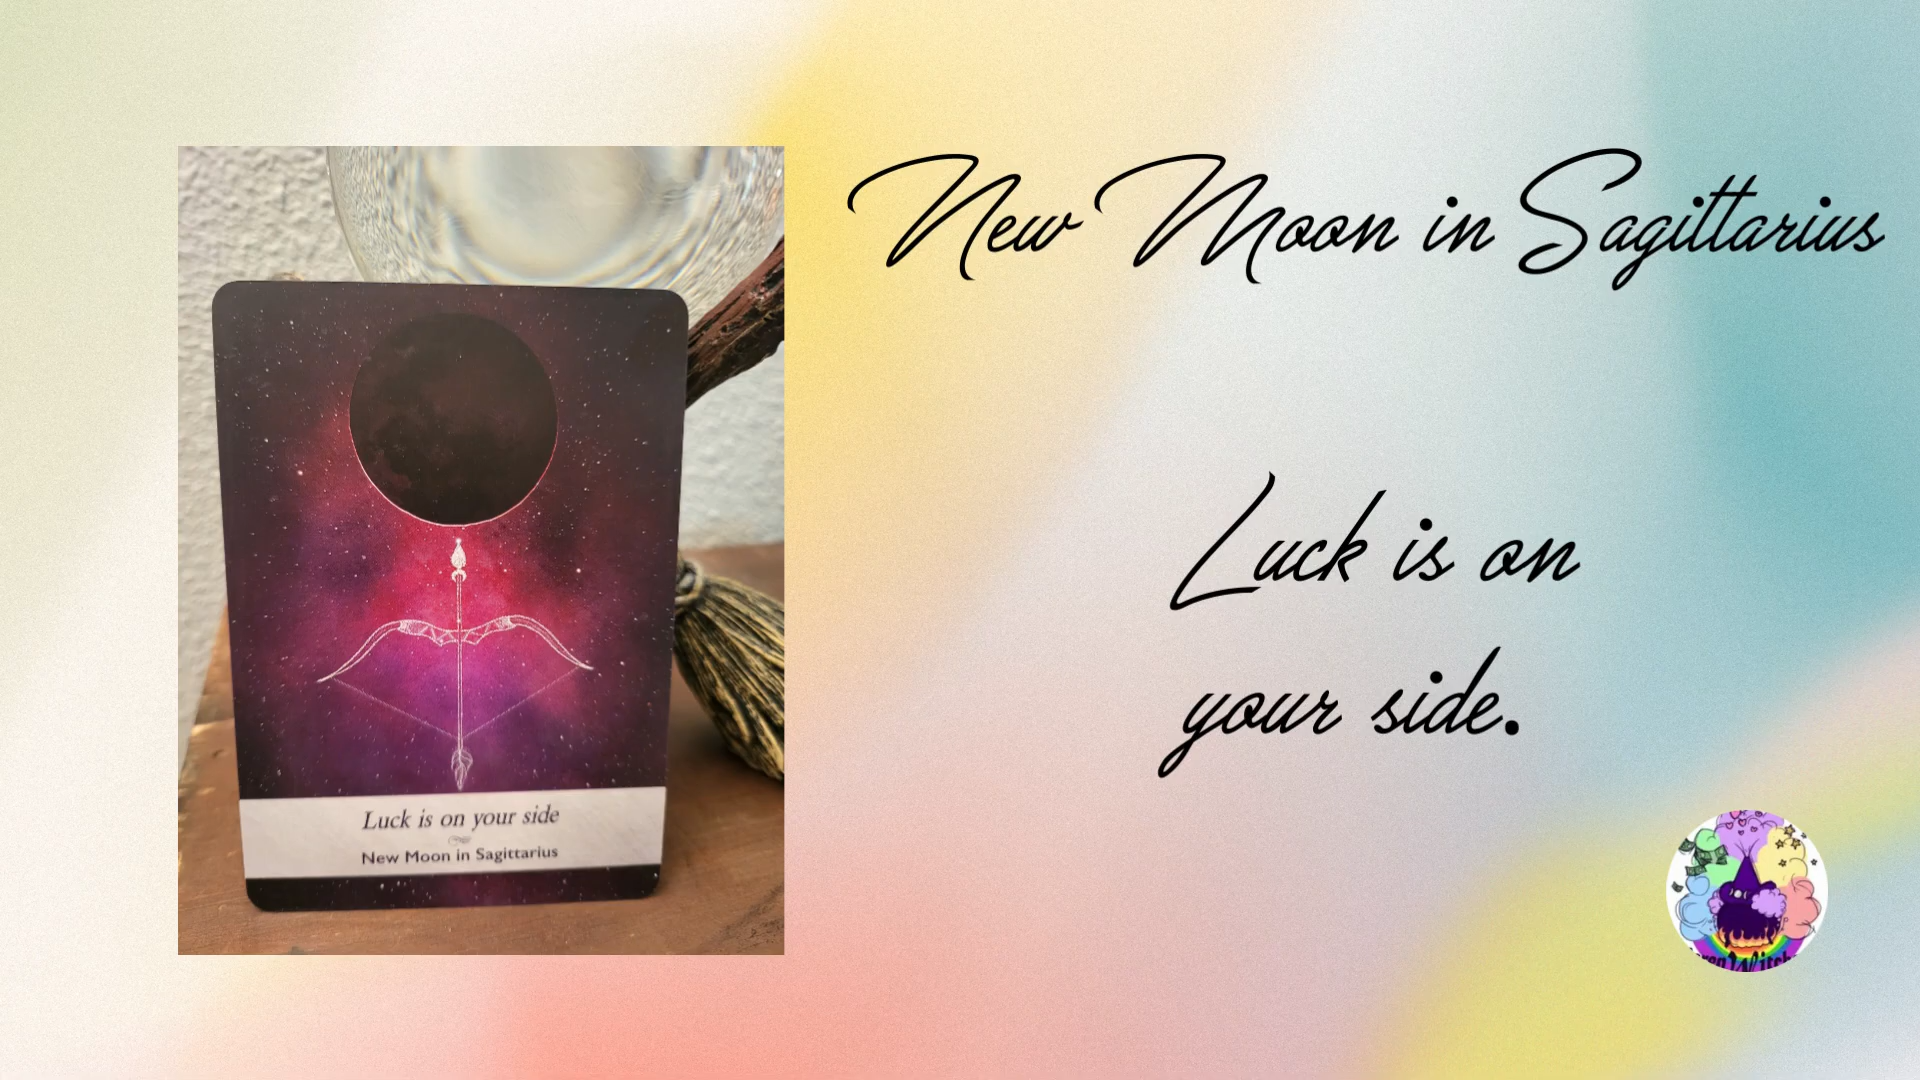 New Moon in Sagittarius
Luck is on
your side.
Luck is on your side
New Moon in Sagittarius